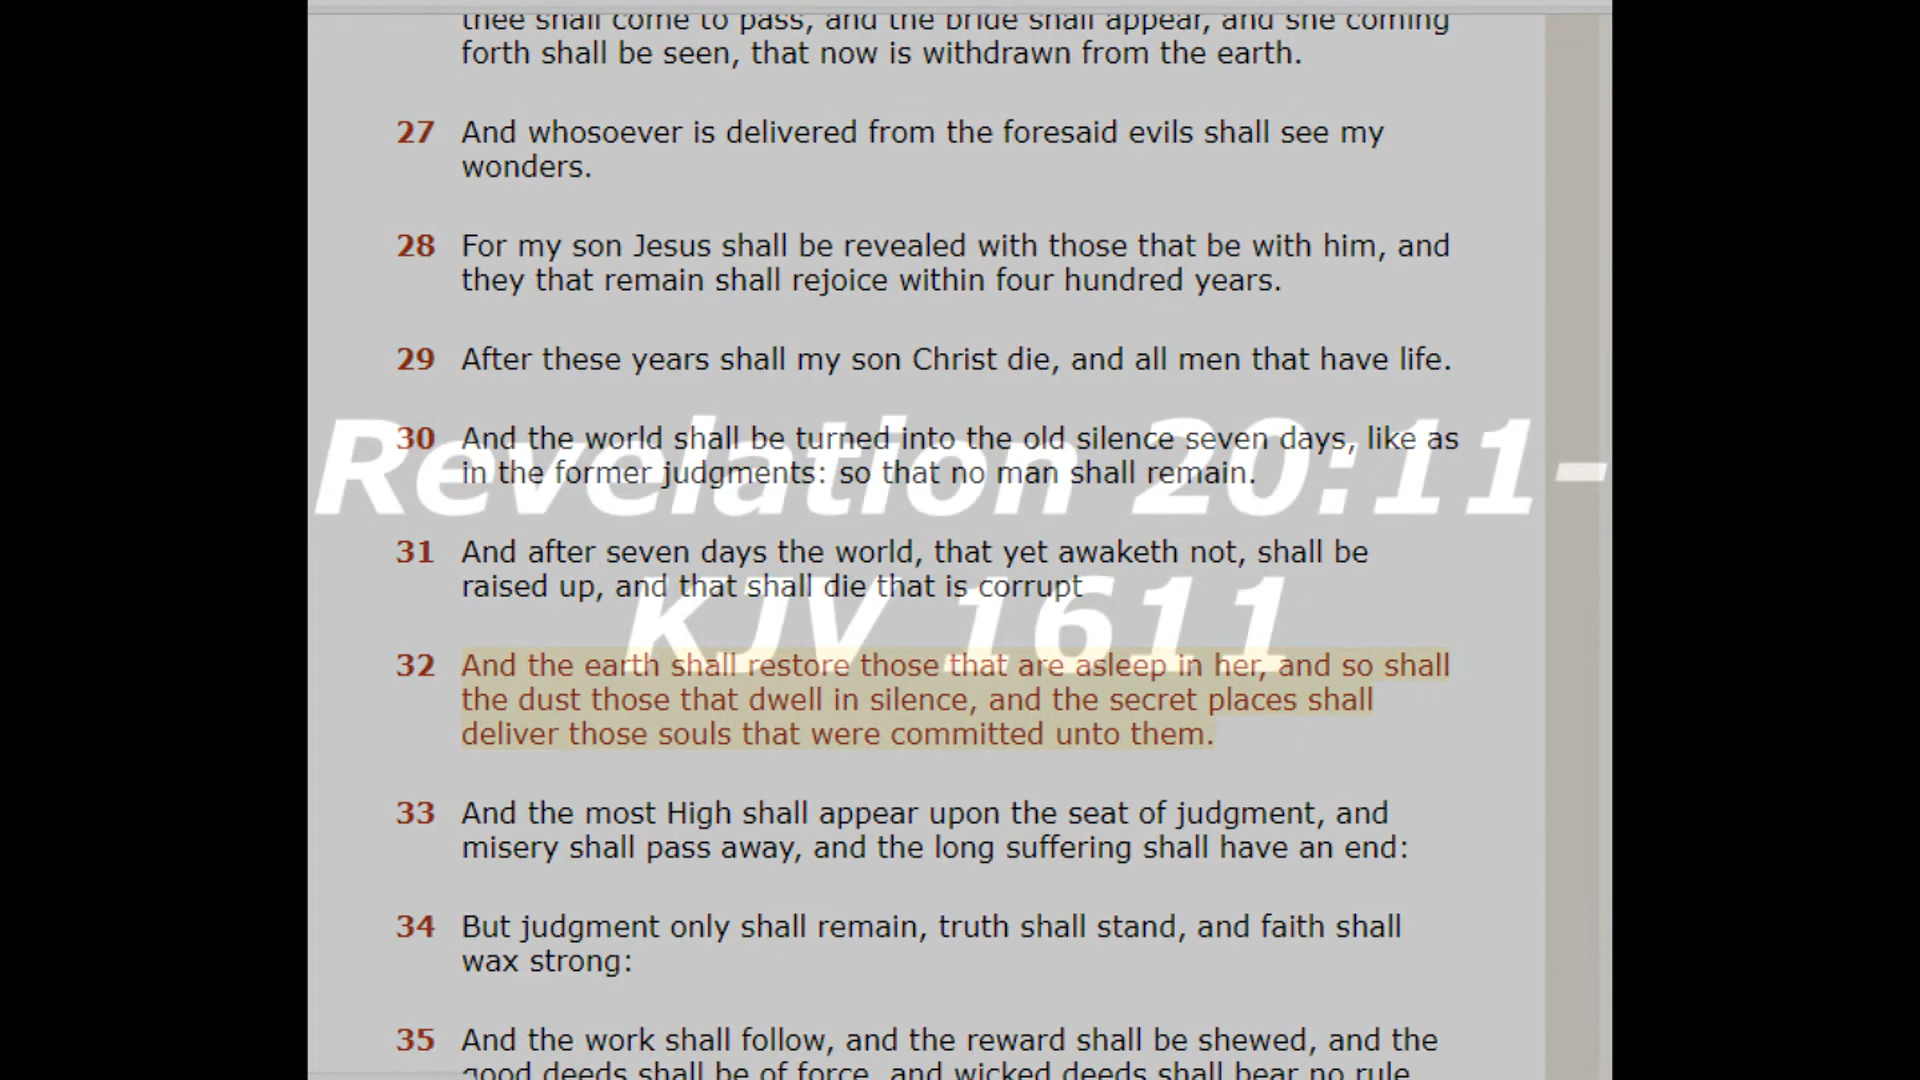 thee shall come to pass, and the bride shall appear, and she coming
forth shall be seen, that now is withdrawn from the earth.
27 And whosoever is delivered from the foresaid evils shall see my
wonders.
28 For my son Jesus shall be revealed with those that be with him, and
they that remain shall rejoice within four hundred years.
29 After these years shall my son Christ die, and all men that have life.
30 And the world shall be turned into the old silence seven days, like as
in the former judgments: so that no man shall remain.
Revelation 20:11-
31 And after seven days the world, that yet awaketh not, shall be
raised up, and that shall die that is corrupt
KJV 1611
32 And the earth shall restore those that are asleep in her, and so shall
the dust those that dwell in silence, and the secret places shall
deliver those souls that were committed unto them.
33 And the most High shall appear upon the seat of judgment, and
misery shall pass away, and the long suffering shall have an end:
34 But judgment only shall remain, truth shall stand, and faith shall
wax strong:
35 And the work shall follow, and the reward shall be shewed, and the
good deeds shall be of force, and wicked deeds shall bear no rule